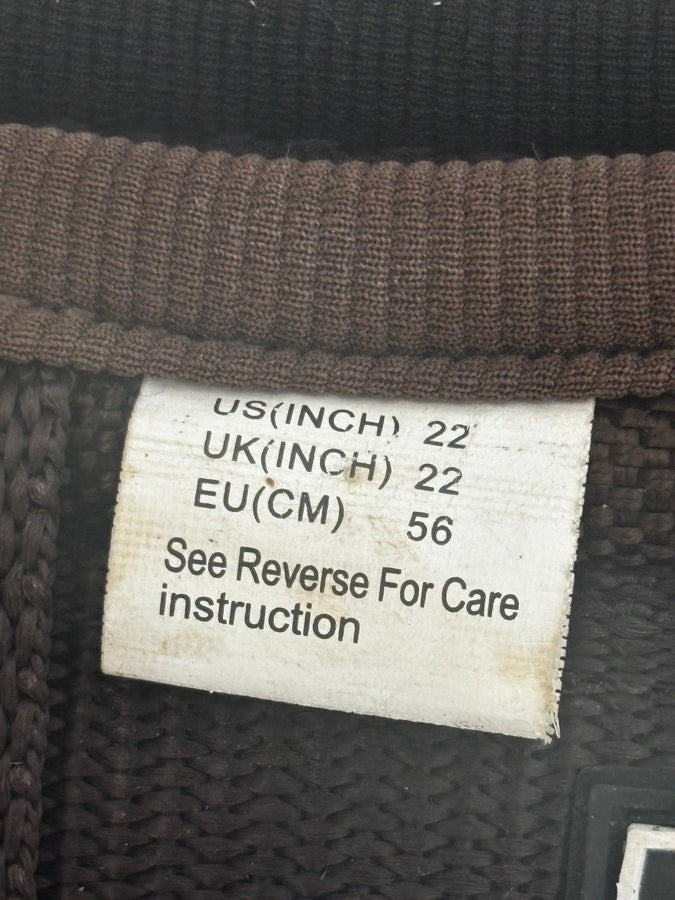 US(INCH) 22
UK(INCH) 22
EU(CM) 56
See Reverse For Care
instruction